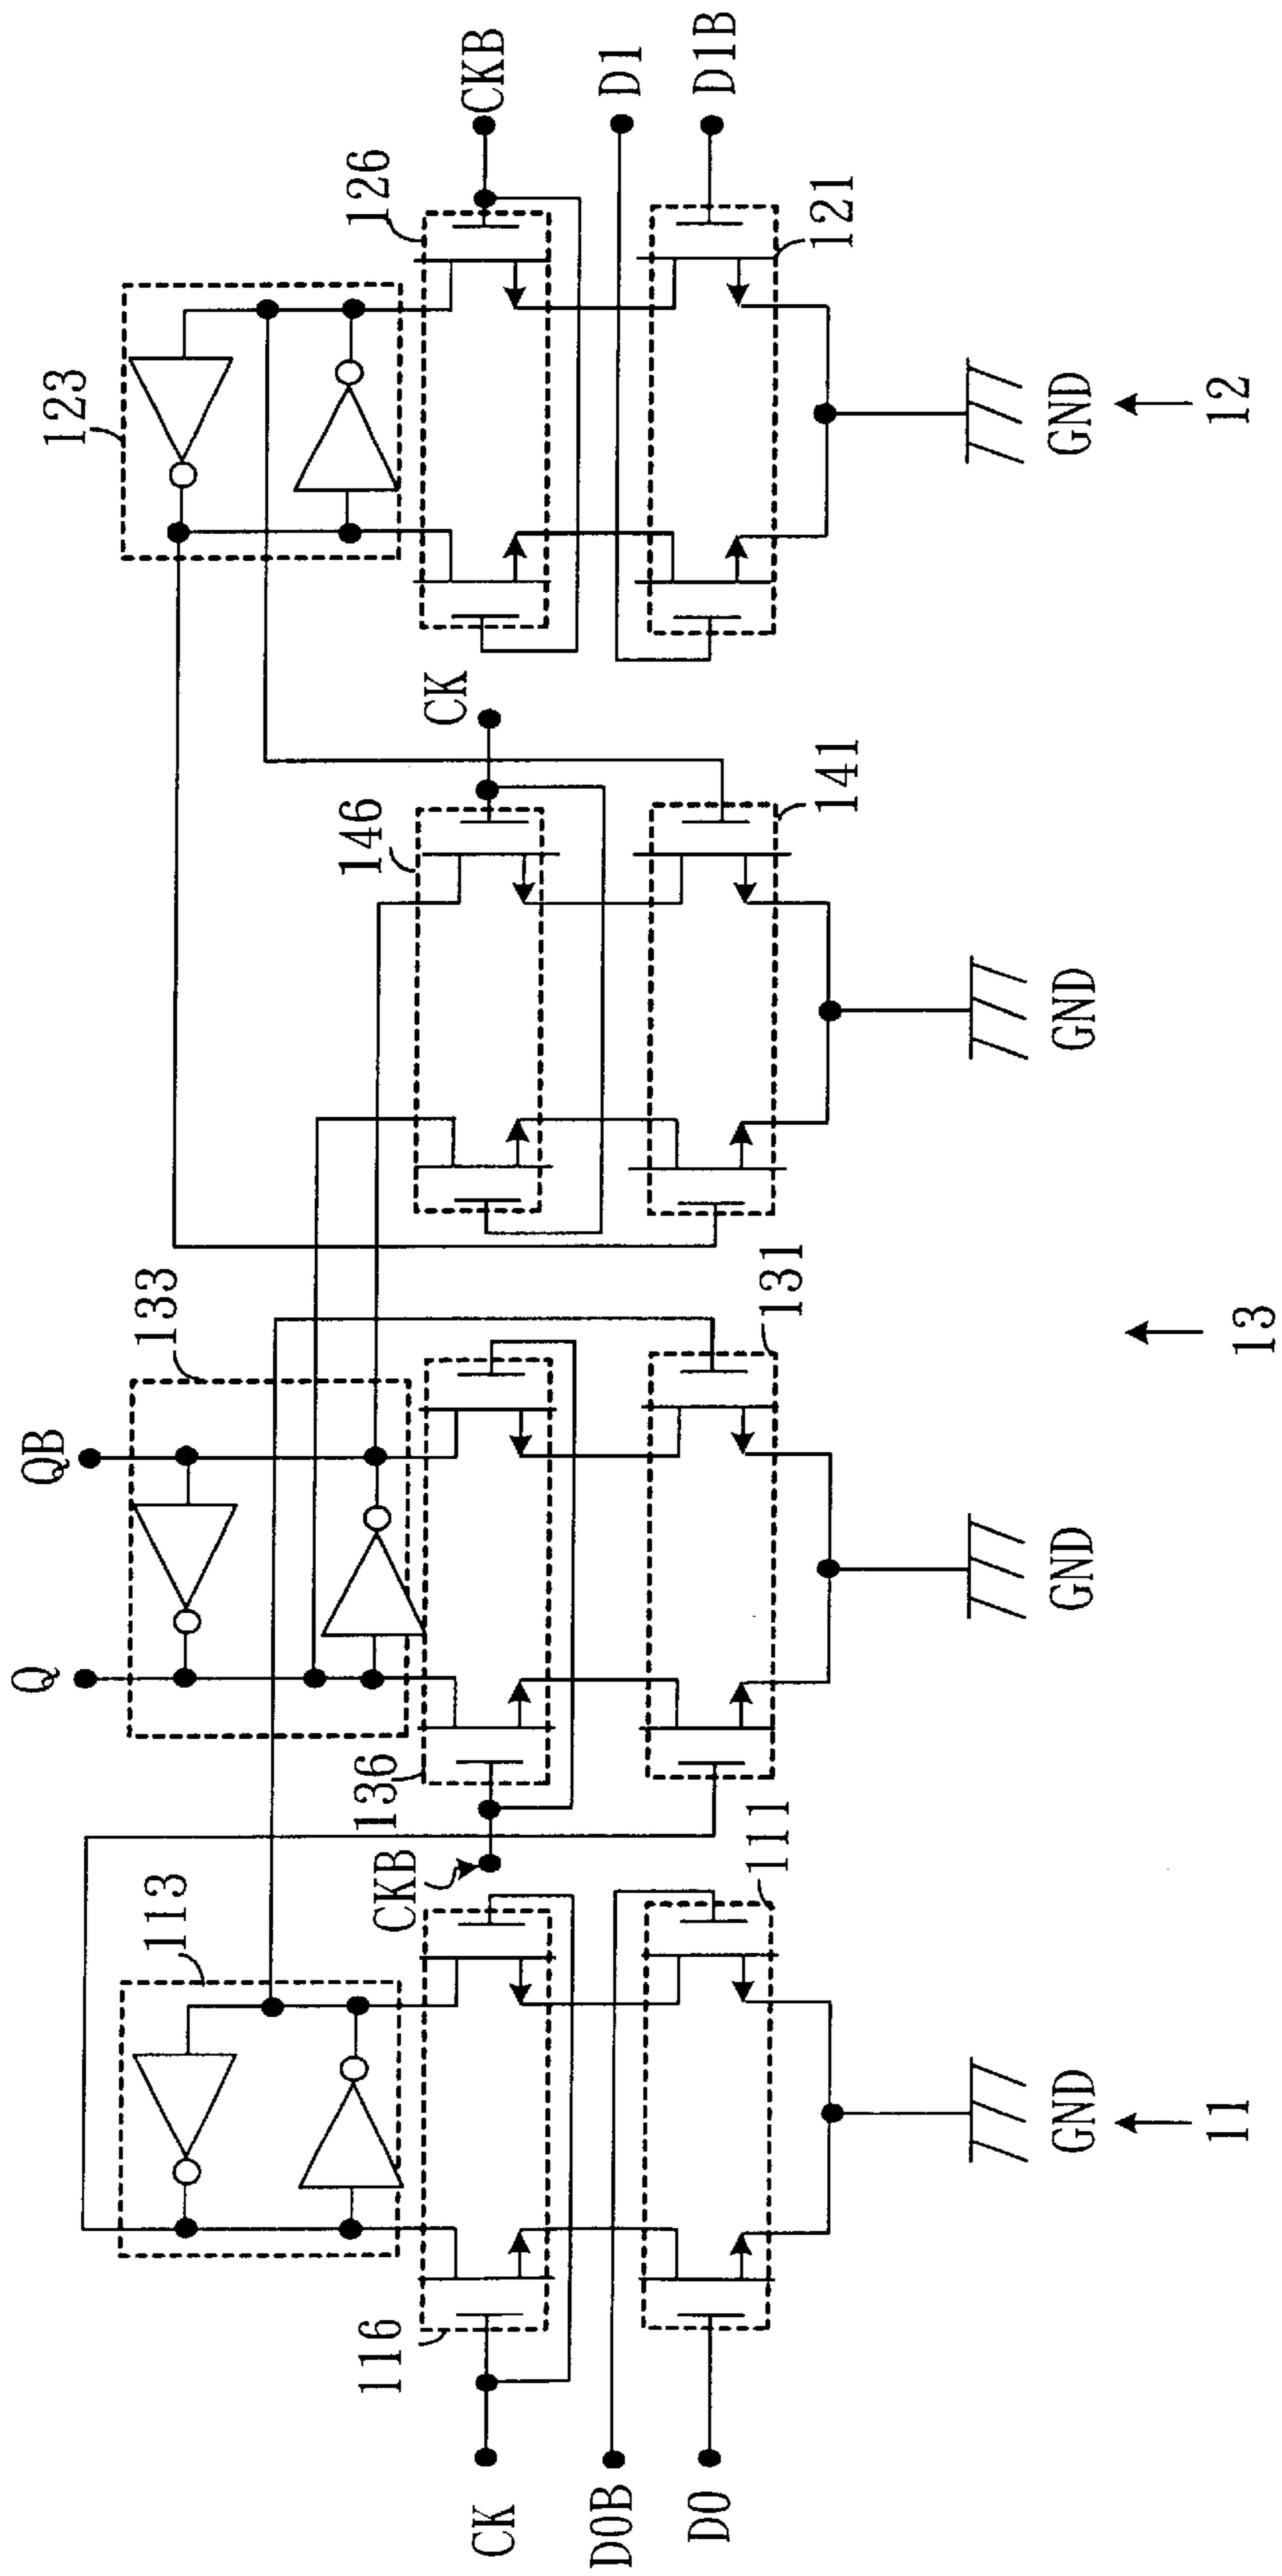 Q
QB
123
113
133
116
CKB
136
146
CK
126
CKB
CK
D0B
D1
D0
D1B
111
131
141
121
GND
GND
GND
GND
11
13
12